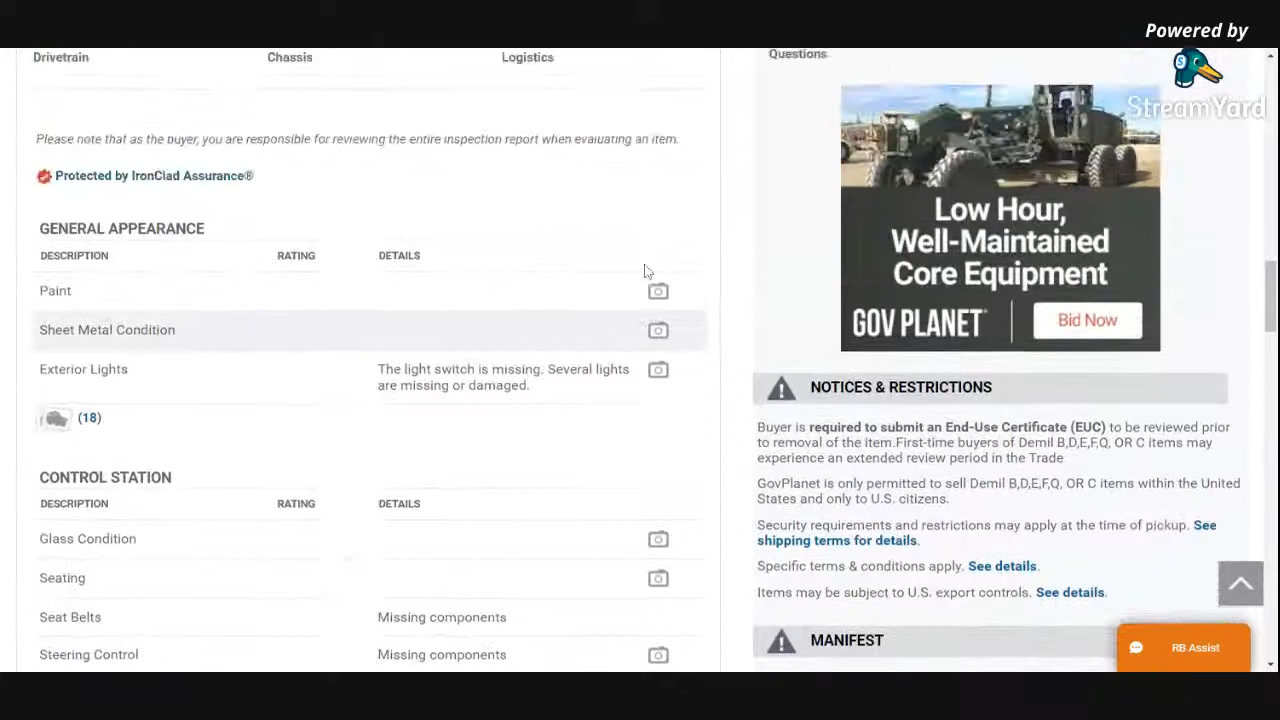 Powered by
StreamYard
Drivetrain
Chassis
Logistics
Please note that as the buyer, you are responsible for reviewing the entire inspection report when evaluating an item.
Protected by IronClad Assurance®
GENERAL APPEARANCE
DESCRIPTION
RATING
DETAILS
Paint
Sheet Metal Condition
Exterior Lights
The light switch is missing. Several lights
are missing or damaged.
(18)
CONTROL STATION
DESCRIPTION
RATING
DETAILS
Glass Condition
Seating
Seat Belts
Missing components
Steering Control
Missing components
Questions
Low Hour,
Well-Maintained
Core Equipment
GOV PLANET
Bid Now
NOTICES & RESTRICTIONS
Buyer is required to submit an End-Use Certificate (EUC) to be reviewed prior
to removal of the item.First-time buyers of Demil B,D,E,F,Q, OR C items may
experience an extended review period in the Trade
GovPlanet is only permitted to sell Demil B,D,E,F,Q, OR C items within the United
States and only to U.S. citizens.
Security requirements and restrictions may apply at the time of pickup. See
shipping terms for details.
Specific terms & conditions apply. See details.
Items may be subject to U.S. export controls. See details.
MANIFEST
RB Assist